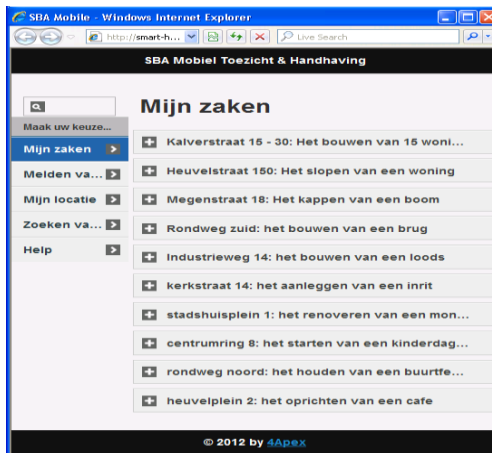 SBA Mobile - Windows Internet Explorer
http://smart-h...
Live Search
SBA Mobiel Toezicht & Handhaving
Maak uw keuze...
Mijn zaken
Melden va...
Mijn locatie
Zoeken va...
Help
Mijn zaken
Kalverstraat 15 - 30: Het bouwen van 15 woni...
Heuvelstraat 150: Het slopen van een woning
Megenstraat 18: Het kappen van een boom
Rondweg zuid: het bouwen van een brug
Industrieweg 14: het bouwen van een loods
kerkstraat 14: het aanleggen van een inrit
stadshuisplein 1: het renoveren van een mon...
centrumring 8: het starten van een kinderdag...
rondweg noord: het houden van een buurtfe...
heuvelplein 2: het oprichten van een cafe
© 2012 by 4Apex